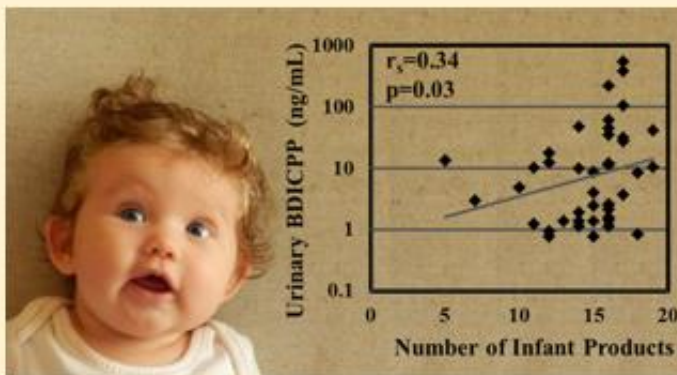 Urinary BDICPP (ng/mL)
1000
100
10
1
0.1
rₛ=0.34
p=0.03
0
5
10
15
20
Number of Infant Products